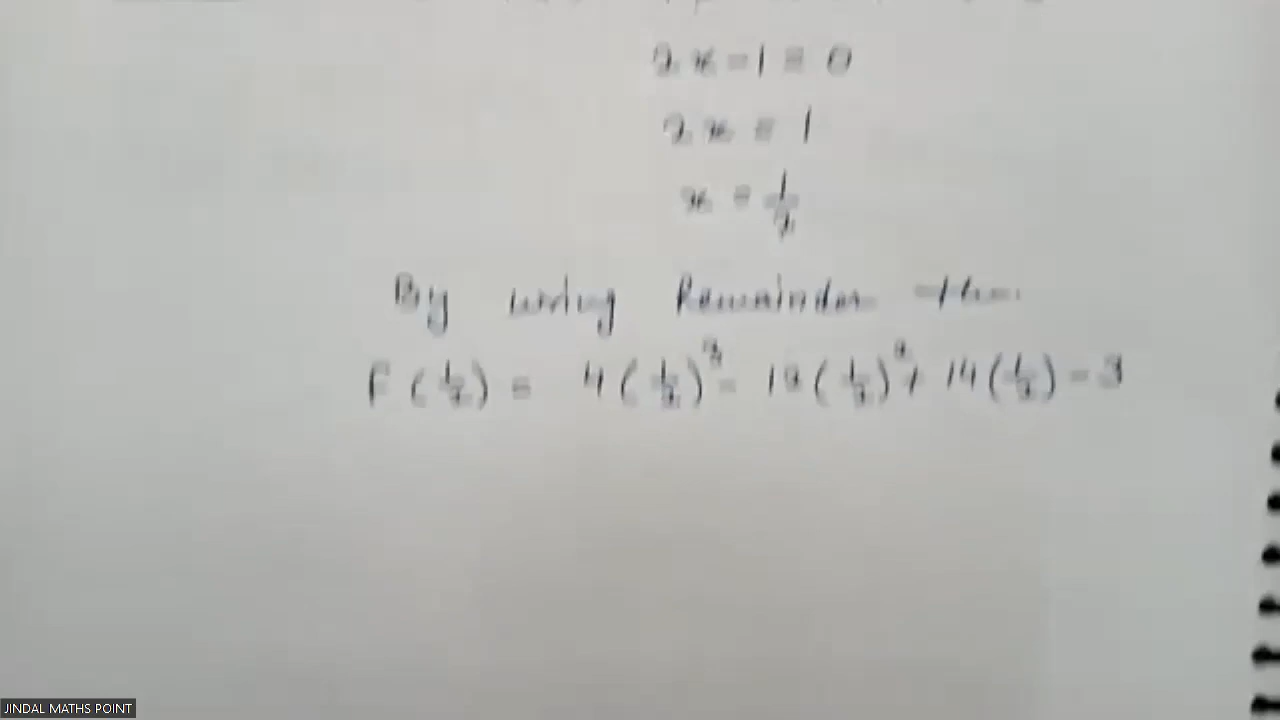 2x - 1 = 0
2x = 1
x = 1/2
By using Remainder thm.
F(1/2) = 4(1/2)³ - 12(1/2)² + 14(1/2) - 3
JINDAL MATHS POINT